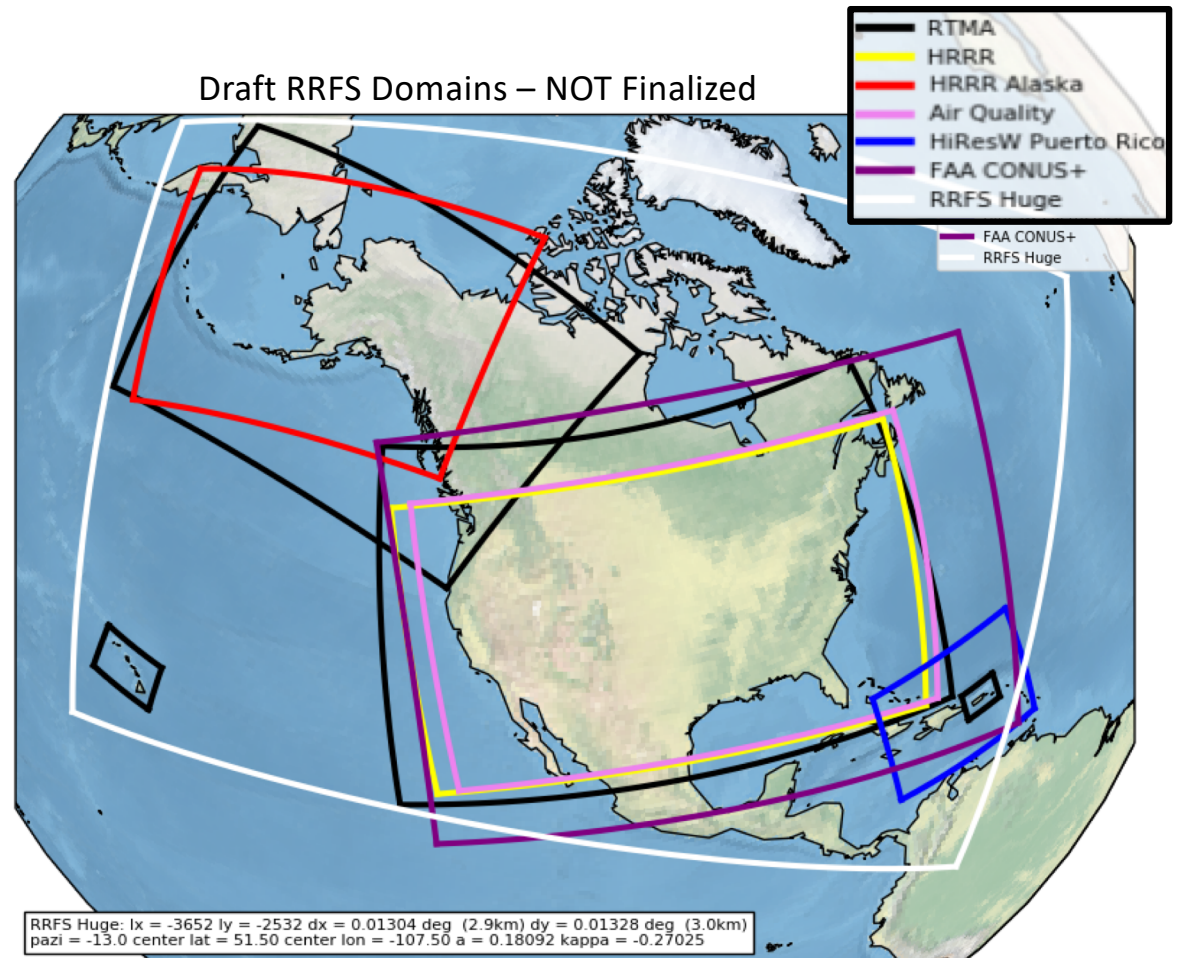 Draft RRFS Domains – NOT Finalized
RTMA
HRRR
HRRR Alaska
Air Quality
HiResW Puerto Rico
FAA CONUS+
RRFS Huge
FAA CONUS+
RRFS Huge
RRFS Huge: lx = -3652 ly = -2532 dx = 0.01304 deg  (2.9km) dy = 0.01328 deg  (3.0km)
pazi = -13.0 center lat = 51.50 center lon = -107.50 a = 0.18092 kappa = -0.27025